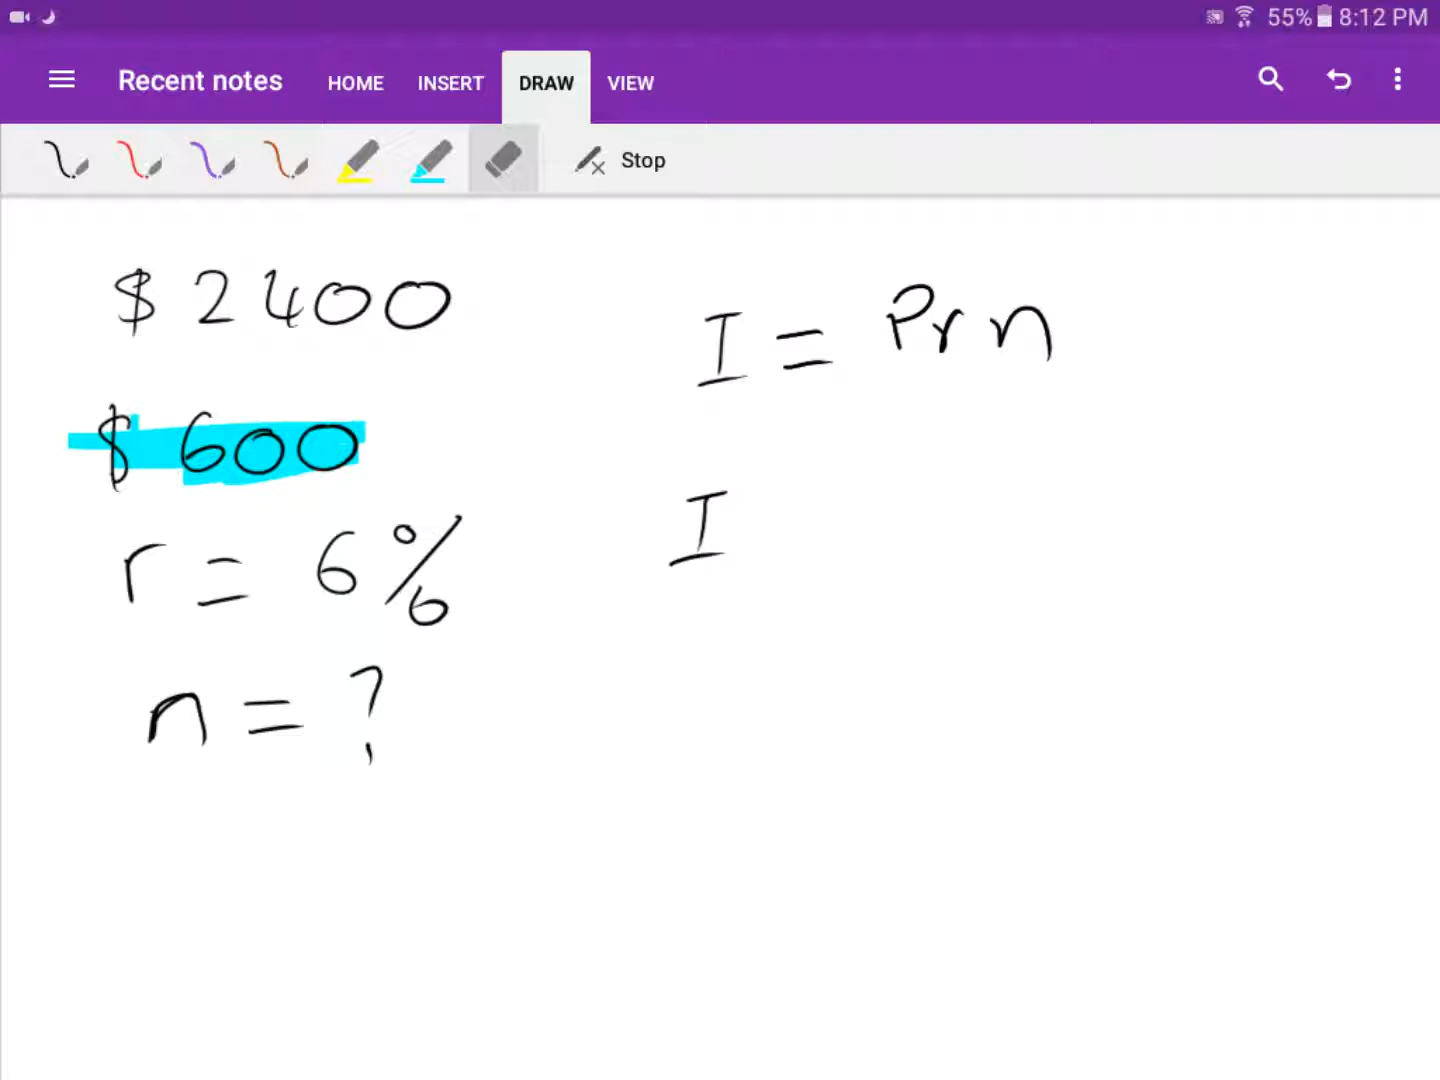 55% 8:12 PM
Recent notes HOME INSERT DRAW VIEW
Stop
$ 2400
I = Prn
$ 600
I
r = 6%
n = ?